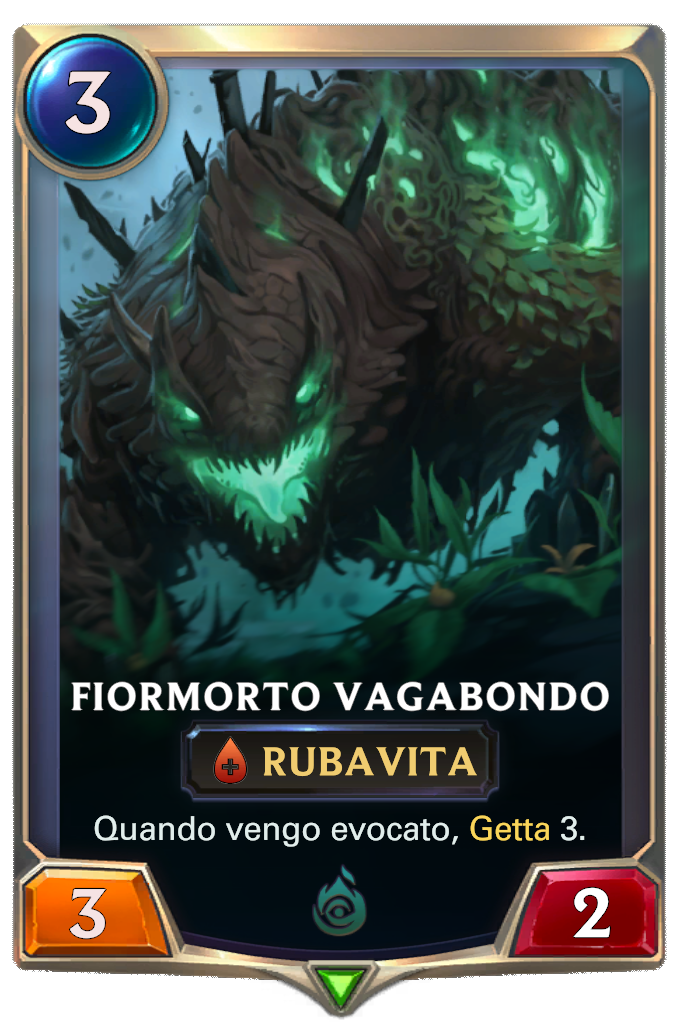 3
FIORMORTO VAGABONDO
RUBAVITA
Quando vengo evocato, Getta 3.
3
2